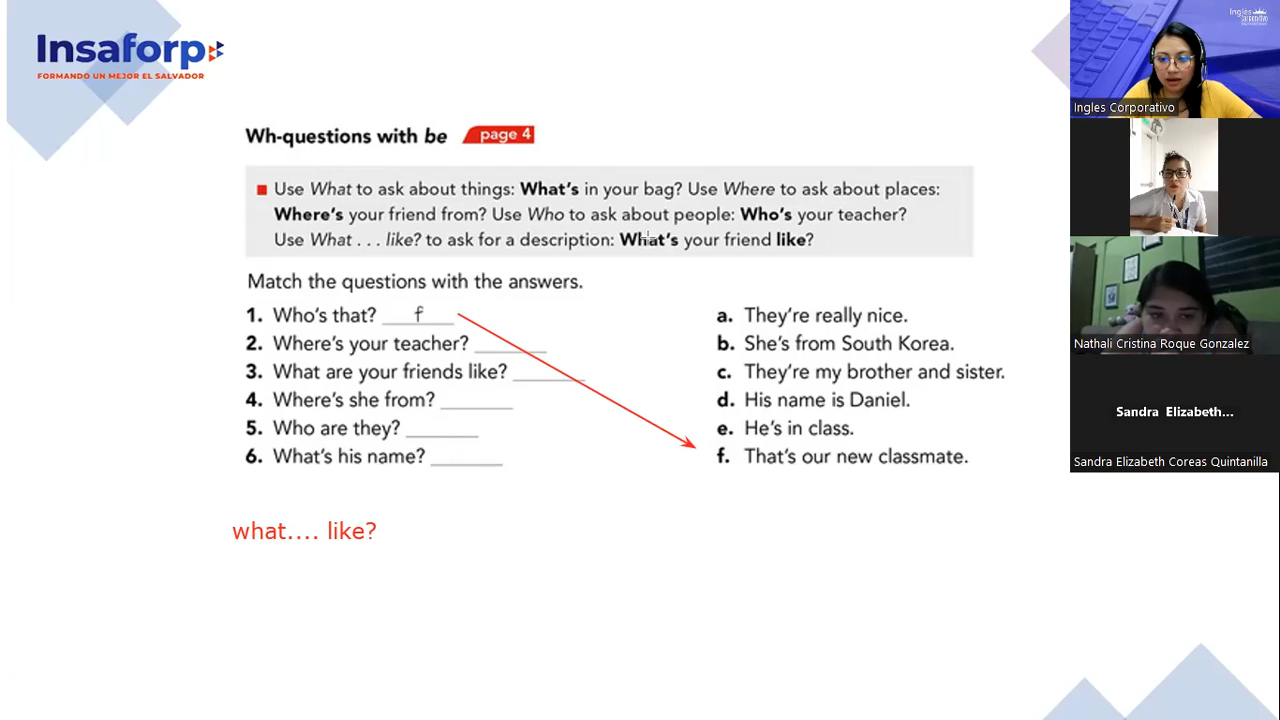 Insaforp
FORMANDO UN MEJOR EL SALVADOR
Wh-questions with be page 4
Use What to ask about things: What's in your bag? Use Where to ask about places:
Where's your friend from? Use Who to ask about people: Who's your teacher?
Use What . . . like? to ask for a description: What's your friend like?
Match the questions with the answers.
1. Who's that? f
2. Where's your teacher?
3. What are your friends like?
4. Where's she from?
5. Who are they?
6. What's his name?
a. They're really nice.
b. She's from South Korea.
c. They're my brother and sister.
d. His name is Daniel.
e. He's in class.
f. That's our new classmate.
what.... like?
Ingles
Ingles Corporativo
Nathali Cristina Roque Gonzalez
Sandra Elizabeth...
Sandra Elizabeth Coreas Quintanilla